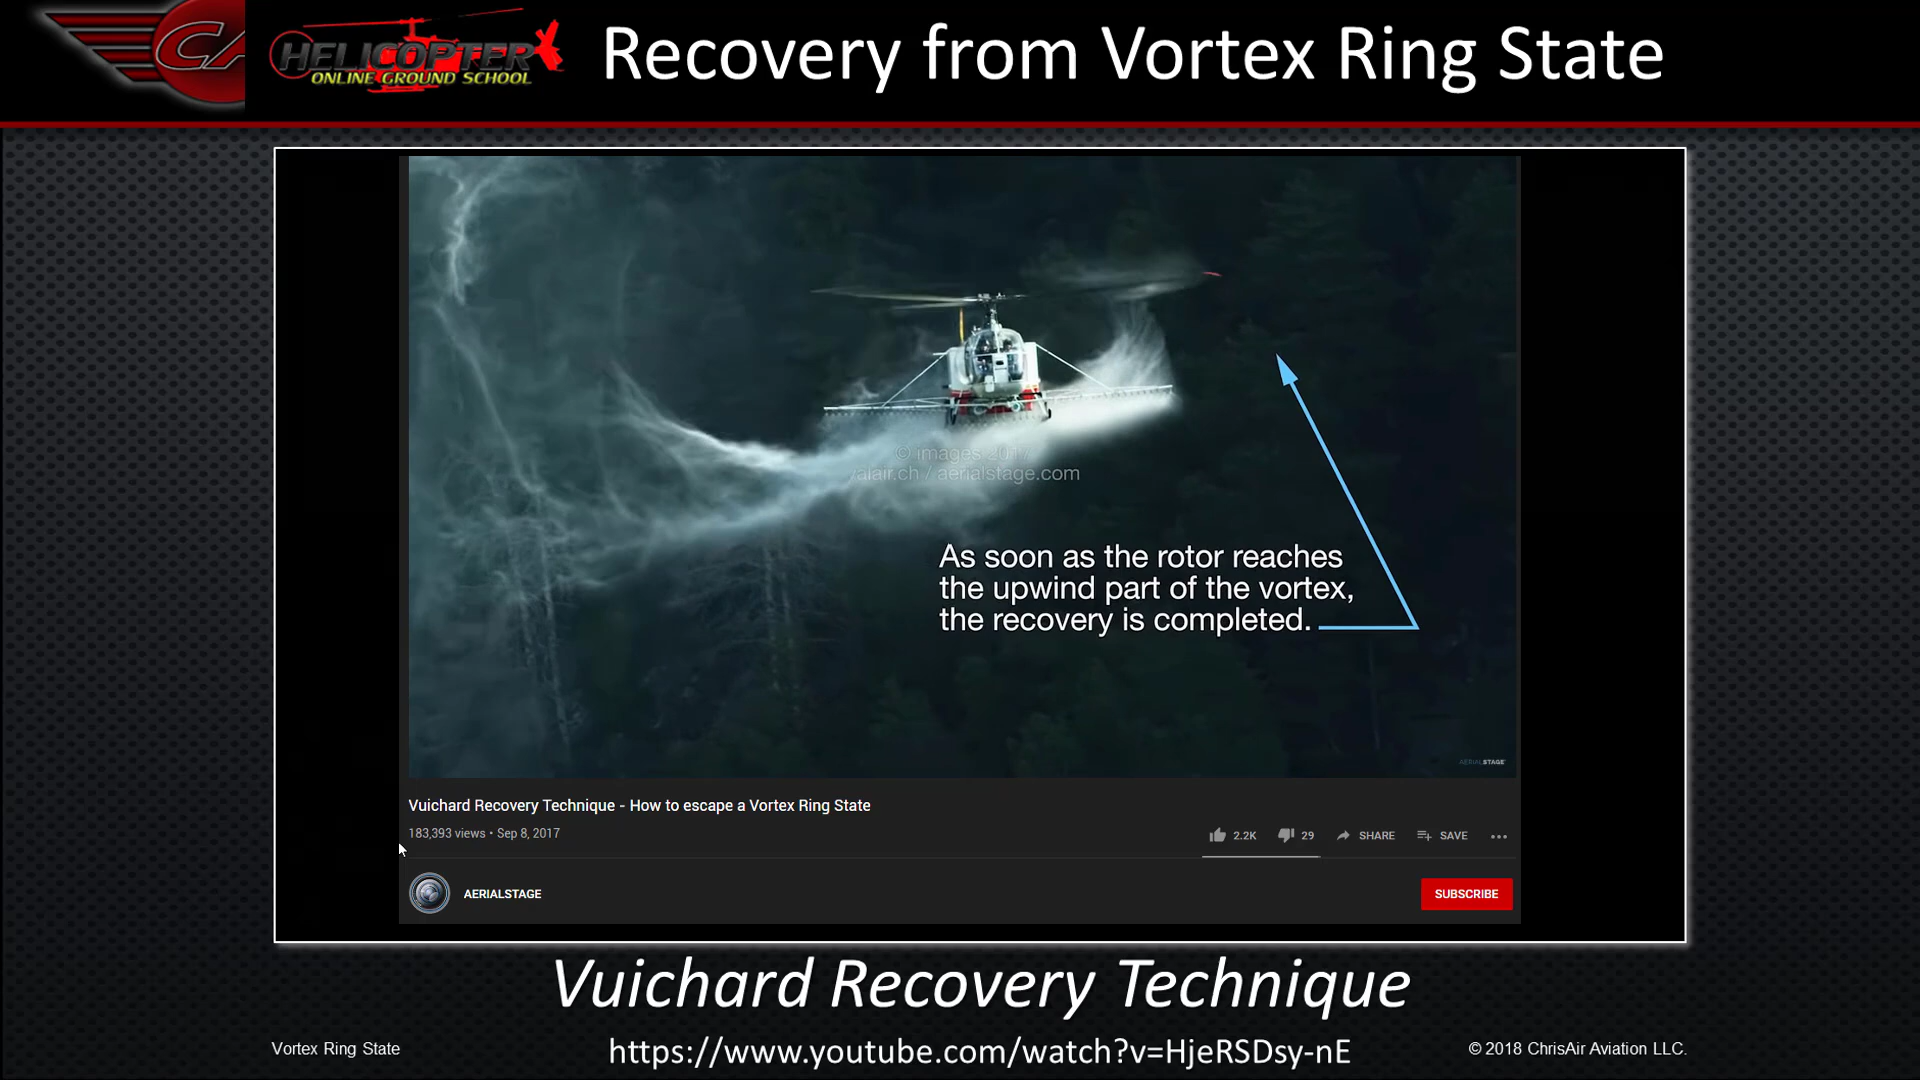 CA
HELICOPTER
ONLINE GROUND SCHOOL
Recovery from Vortex Ring State
© images 2017
alair.ch / aerialstage.com
As soon as the rotor reaches
the upwind part of the vortex,
the recovery is completed.
AERIALSTAGE
Vuichard Recovery Technique - How to escape a Vortex Ring State
183,393 views • Sep 8, 2017
2.2K 29 SHARE SAVE
AERIALSTAGE
SUBSCRIBE
Vuichard Recovery Technique
Vortex Ring State
https://www.youtube.com/watch?v=HjeRSDsy-nE
© 2018 ChrisAir Aviation LLC.